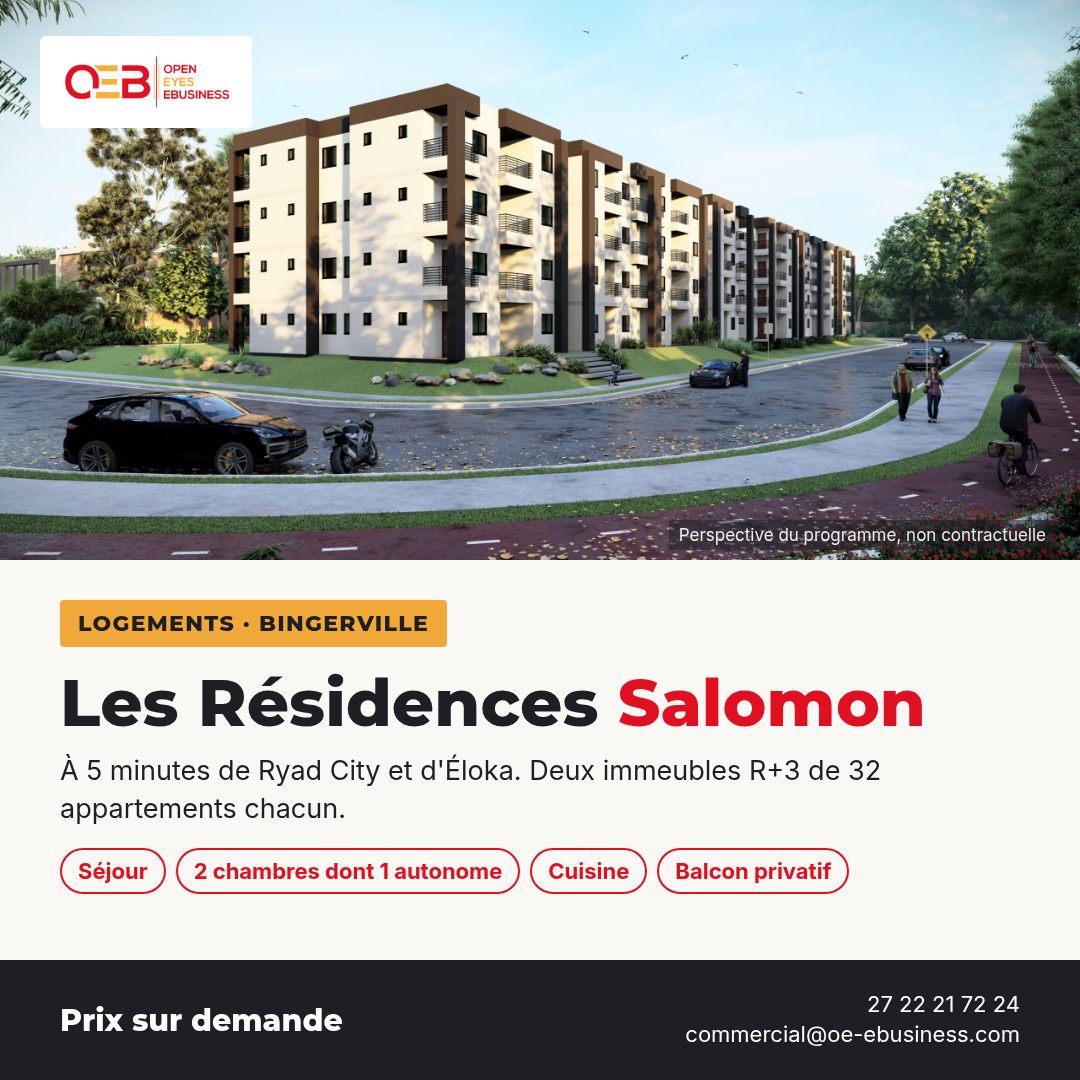 OEB
OPEN
EYES
EBUSINESS
Perspective du programme, non contractuelle
LOGEMENTS · BINGERVILLE
Les Résidences Salomon
À 5 minutes de Ryad City et d'Éloka. Deux immeubles R+3 de 32
appartements chacun.
Séjour
2 chambres dont 1 autonome
Cuisine
Balcon privatif
Prix sur demande
27 22 21 72 24
commercial@oe-ebusiness.com